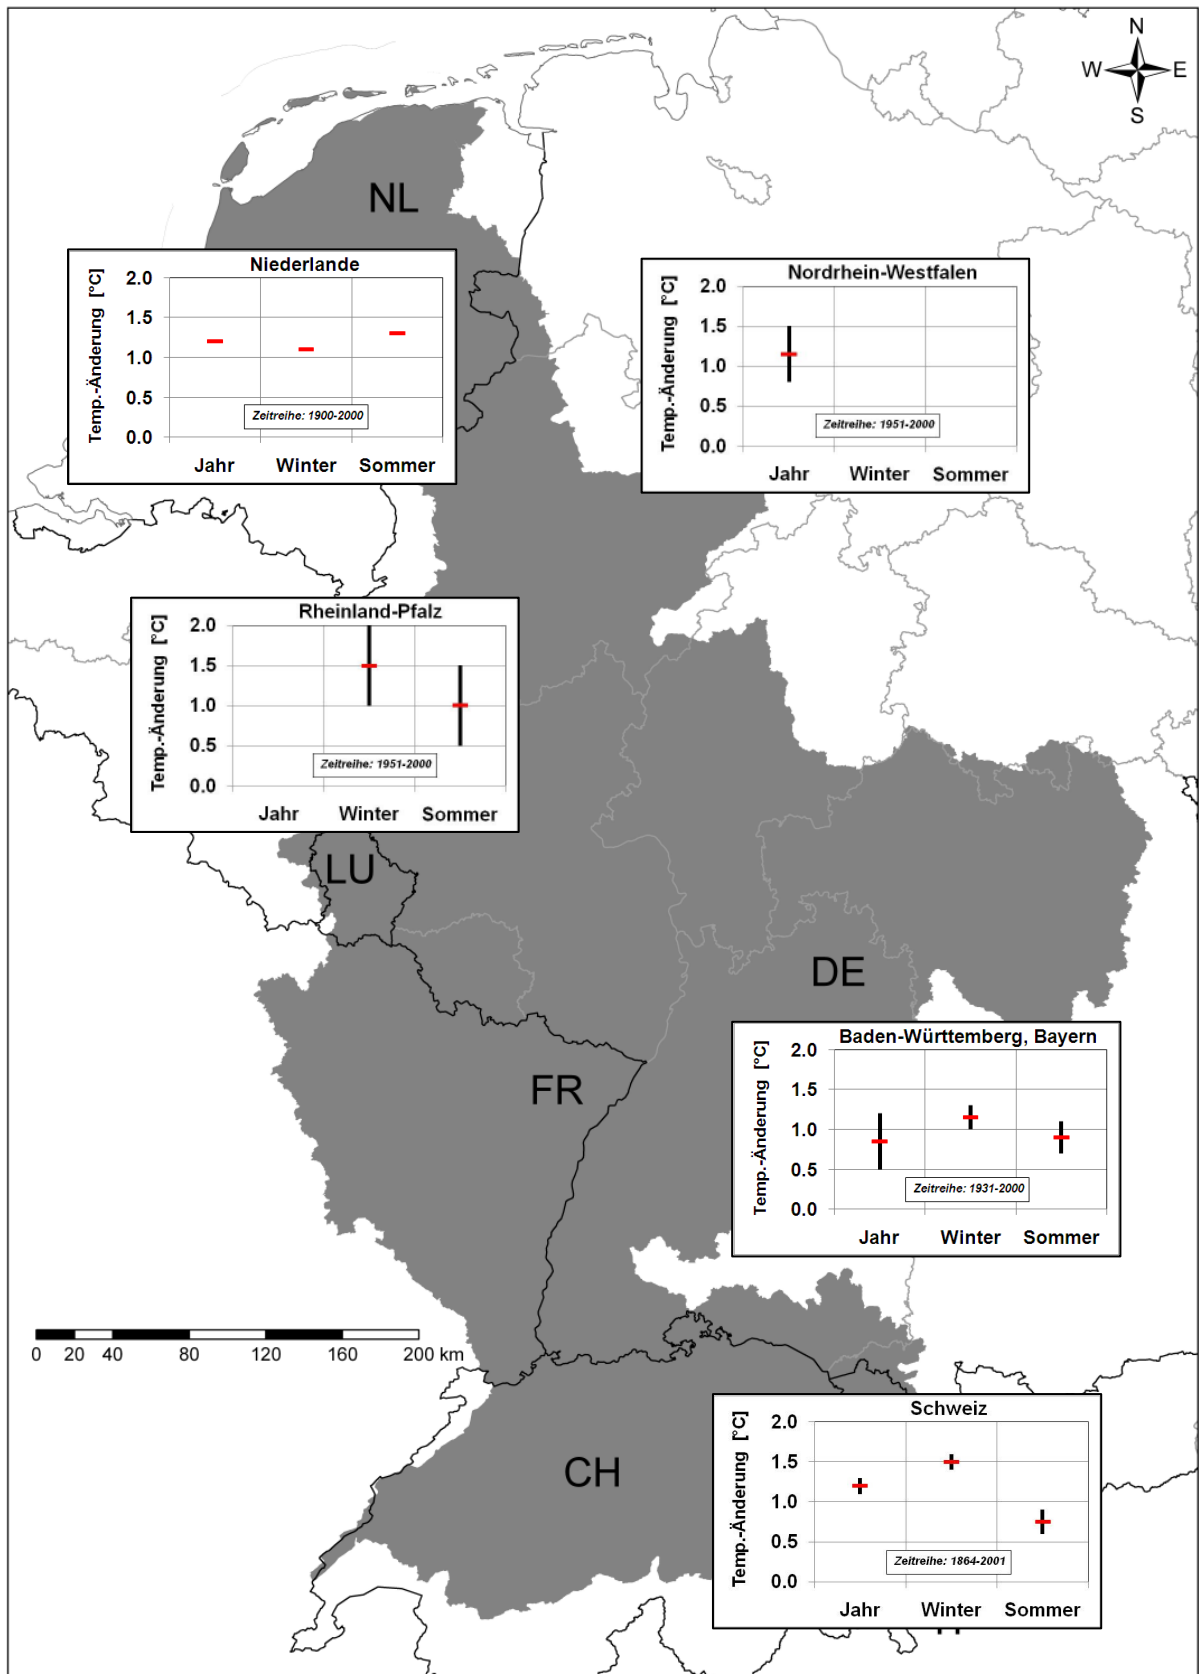 N
W E
S
NL
Niederlande
Temp.-Änderung [°C]
2.0
1.5
1.0
0.5
0.0
Zeitreihe: 1900-2000
Jahr Winter Sommer
Nordrhein-Westfalen
Temp.-Änderung [°C]
2.0
1.5
1.0
0.5
0.0
Zeitreihe: 1951-2000
Jahr Winter Sommer
Rheinland-Pfalz
Temp.-Änderung [°C]
2.0
1.5
1.0
0.5
0.0
Zeitreihe: 1951-2000
Jahr Winter Sommer
LU
DE
FR
Baden-Württemberg, Bayern
Temp.-Änderung [°C]
2.0
1.5
1.0
0.5
0.0
Zeitreihe: 1931-2000
Jahr Winter Sommer
0 20 40 80 120 160 200 km
CH
Schweiz
Temp.-Änderung [°C]
2.0
1.5
1.0
0.5
0.0
Zeitreihe: 1864-2001
Jahr Winter Sommer